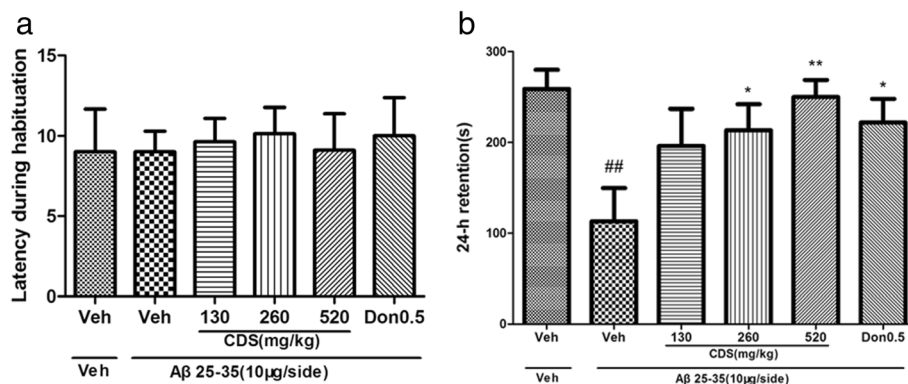 a
Latency during habituation
15
10
5
0
Veh Veh 130 260 520 Don0.5
CDS(mg/kg)
Veh Aβ 25-35(10μg/side)
b
24-h retention(s)
300
200
100
0
##
*
**
*
Veh Veh 130 260 520 Don0.5
CDS(mg/kg)
Veh Aβ 25-35(10μg/side)